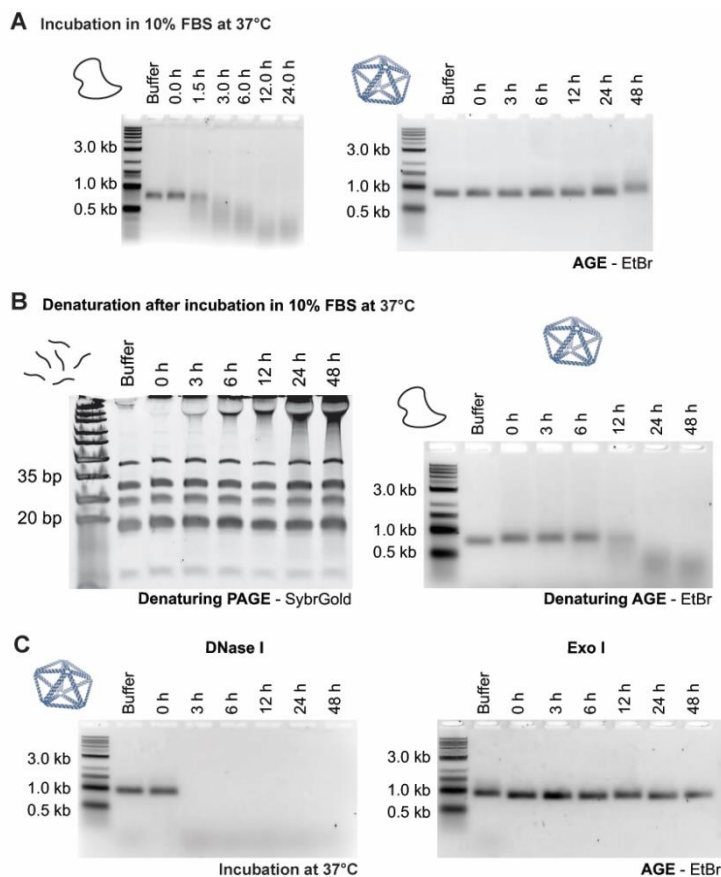 A Incubation in 10% FBS at 37°C
Buffer 0.0 h 1.5 h 3.0 h 6.0 h 12.0 h 24.0 h
3.0 kb
1.0 kb
0.5 kb
Buffer 0 h 3 h 6 h 12 h 24 h 48 h
3.0 kb
1.0 kb
0.5 kb
AGE - EtBr
B Denaturation after incubation in 10% FBS at 37°C
Buffer 0 h 3 h 6 h 12 h 24 h 48 h
35 bp
20 bp
Denaturing PAGE - SybrGold
Buffer 0 h 3 h 6 h 12 h 24 h 48 h
3.0 kb
1.0 kb
0.5 kb
Denaturing AGE - EtBr
C DNase I
Buffer 0 h 3 h 6 h 12 h 24 h 48 h
3.0 kb
1.0 kb
0.5 kb
Incubation at 37°C
Exo I
Buffer 0 h 3 h 6 h 12 h 24 h 48 h
3.0 kb
1.0 kb
0.5 kb
AGE - EtBr